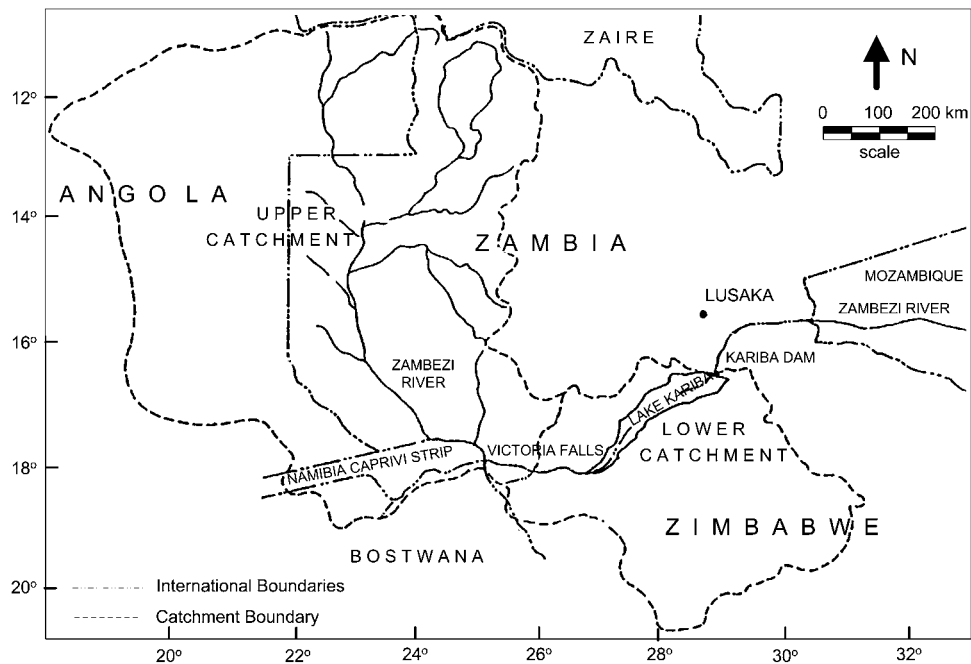 ZAIRE
N
0 100 200 km
scale
12°
ANGOLA
14°
UPPER
CATCHMENT
ZAMBIA
MOZAMBIQUE
LUSAKA
ZAMBEZI RIVER
16°
KARIBA DAM
ZAMBEZI
RIVER
LAKE KARIBA
LOWER
CATCHMENT
VICTORIA FALLS
NAMIBIA CAPRIVI STRIP
18°
ZIMBABWE
BOSTWANA
20°
International Boundaries
Catchment Boundary
20° 22° 24° 26° 28° 30° 32°